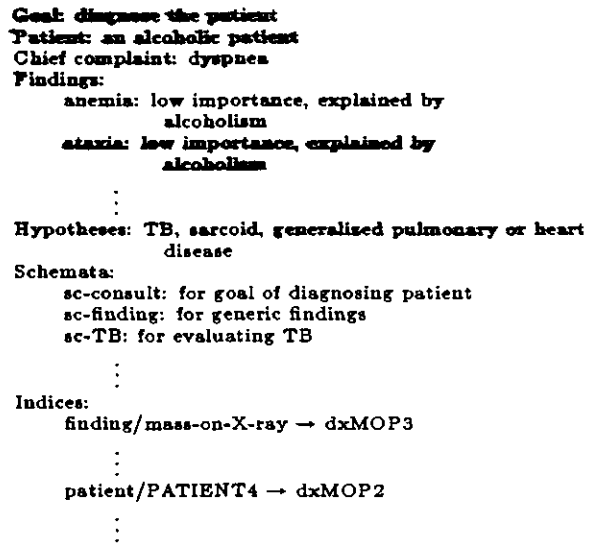 Goal: diagnose the patient
Patient: an alcoholic patient
Chief complaint: dyspnea
Findings:
anemia: low importance, explained by
alcoholism
ataxia: low importance, explained by
alcoholism
⋮
Hypotheses: TB, sarcoid, generalised pulmonary or heart
disease
Schemata:
sc-consult: for goal of diagnosing patient
sc-finding: for generic findings
sc-TB: for evaluating TB
⋮
Indices:
finding/mass-on-X-ray → dxMOP3
⋮
patient/PATIENT4 → dxMOP2
⋮